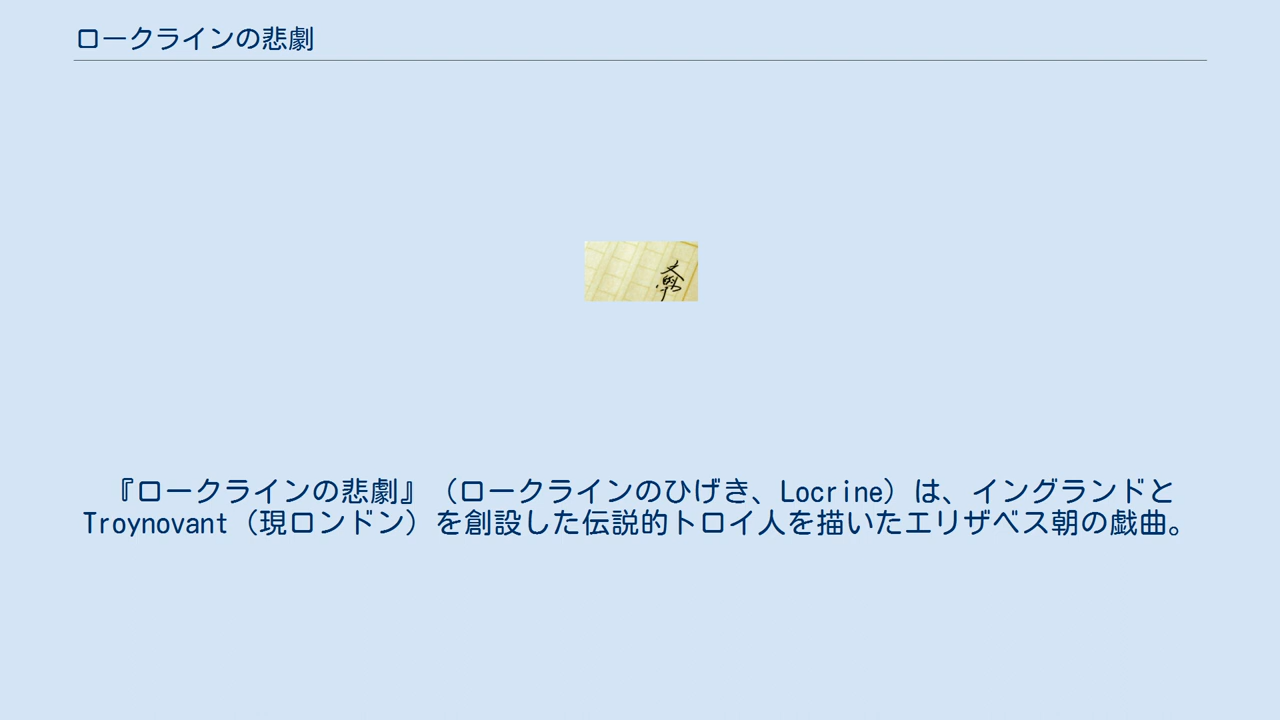 ロークラインの悲劇
『ロークラインの悲劇』（ロークラインのひげき、Locrine）は、イングランドと
Troynovant（現ロンドン）を創設した伝説的トロイ人を描いたエリザベス朝の戯曲。